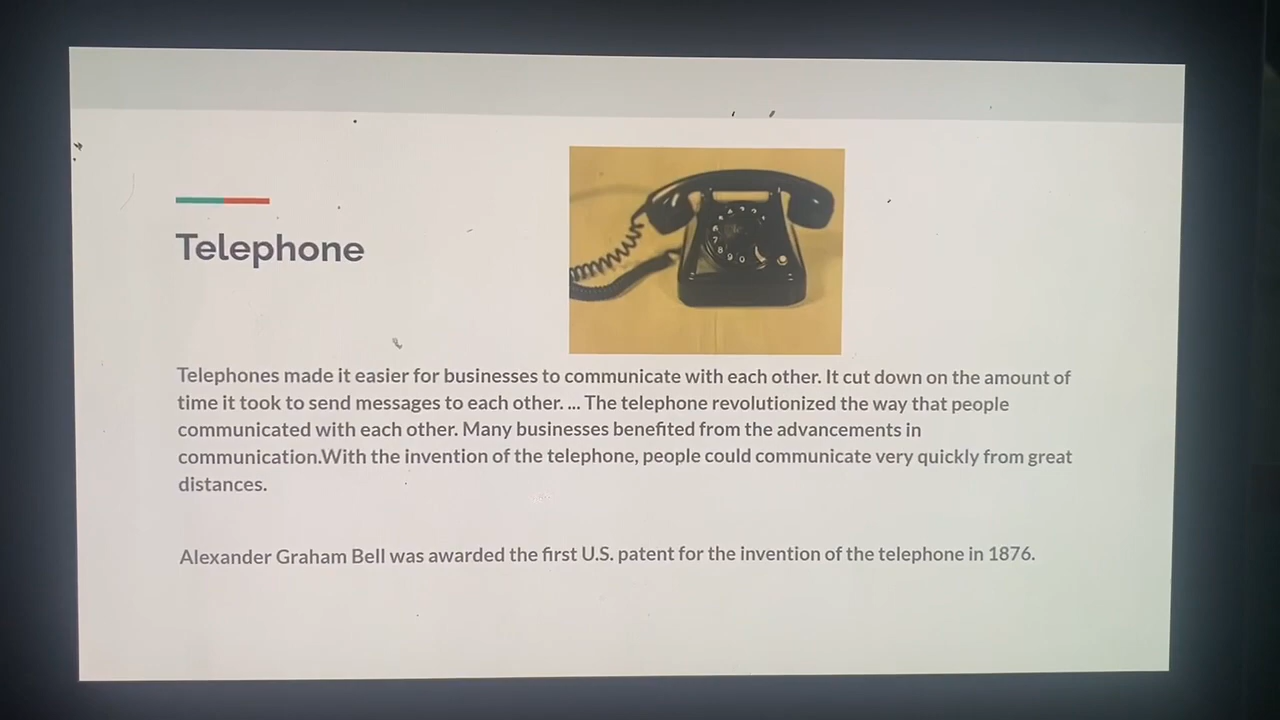 Telephone
Telephones made it easier for businesses to communicate with each other. It cut down on the amount of
time it took to send messages to each other. ... The telephone revolutionized the way that people
communicated with each other. Many businesses benefited from the advancements in
communication.With the invention of the telephone, people could communicate very quickly from great
distances.
Alexander Graham Bell was awarded the first U.S. patent for the invention of the telephone in 1876.